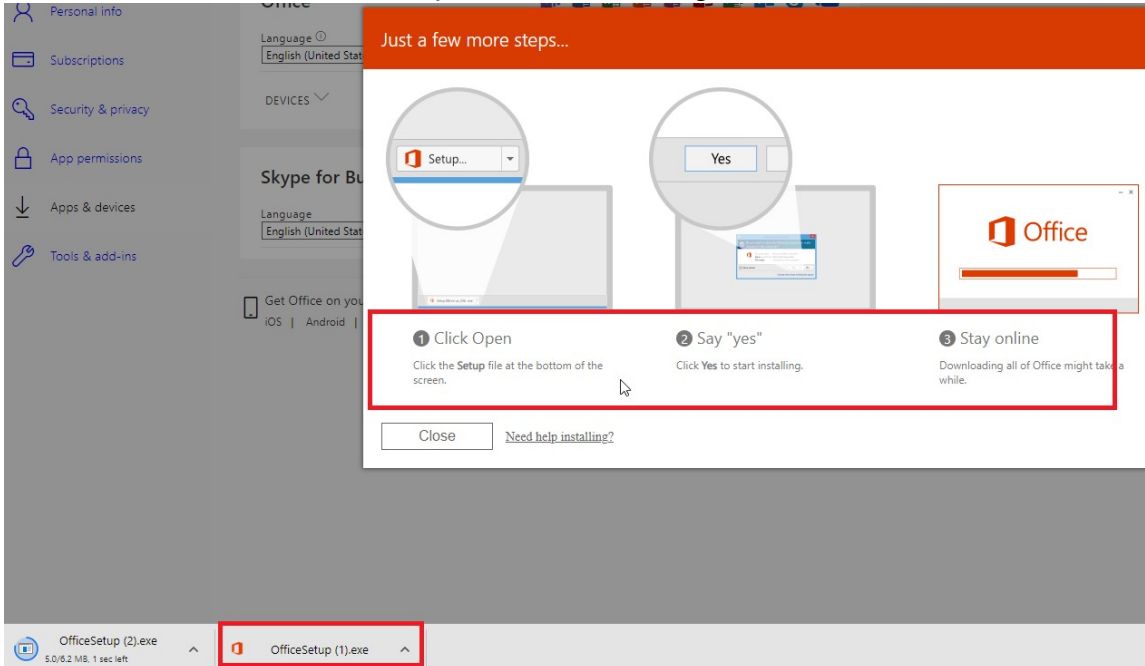 Personal info
Subscriptions
Security & privacy
App permissions
Apps & devices
Tools & add-ins
Office
Language
English (United Stat
DEVICES
Skype for Bu
Language
English (United Stat
Get Office on you
iOS | Android |
Just a few more steps...
Setup...
Yes
Office
1 Click Open
Click the Setup file at the bottom of the
screen.
2 Say "yes"
Click Yes to start installing.
3 Stay online
Downloading all of Office might take a
while.
Close
Need help installing?
OfficeSetup (2).exe
5.0/6.2 MB, 1 sec left
OfficeSetup (1).exe